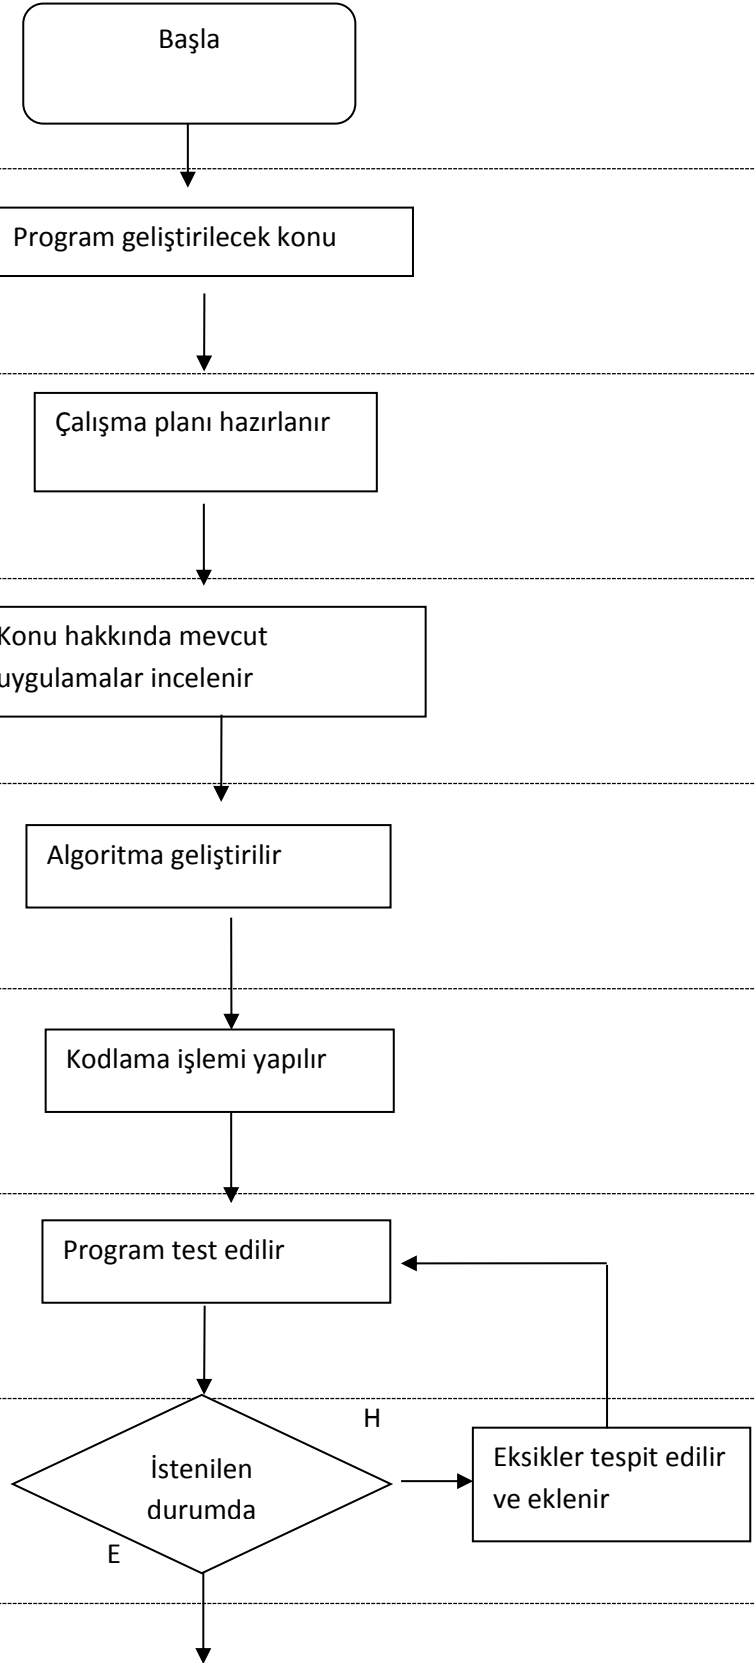 Başla
Program geliştirilecek konu
Çalışma planı hazırlanır
Konu hakkında mevcut
uygulamalar incelenir
Algoritma geliştirilir
Kodlama işlemi yapılır
Program test edilir
H
İstenilen
durumda
Eksikler tespit edilir
ve eklenir
E